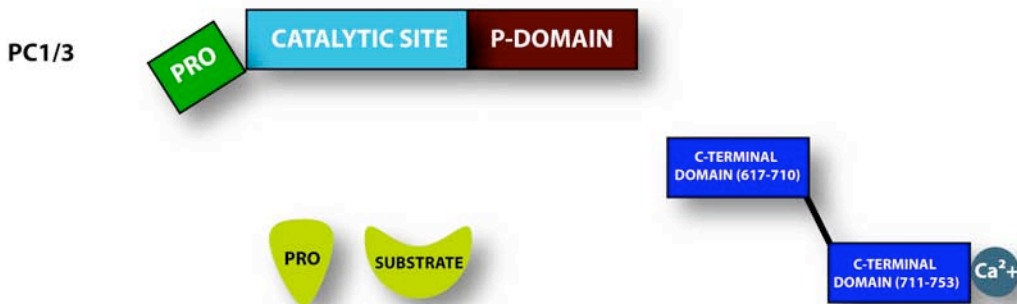 PC1/3
PRO
CATALYTIC SITE
P-DOMAIN
C-TERMINAL
DOMAIN (617-710)
PRO
SUBSTRATE
C-TERMINAL
DOMAIN (711-753)
Ca²+